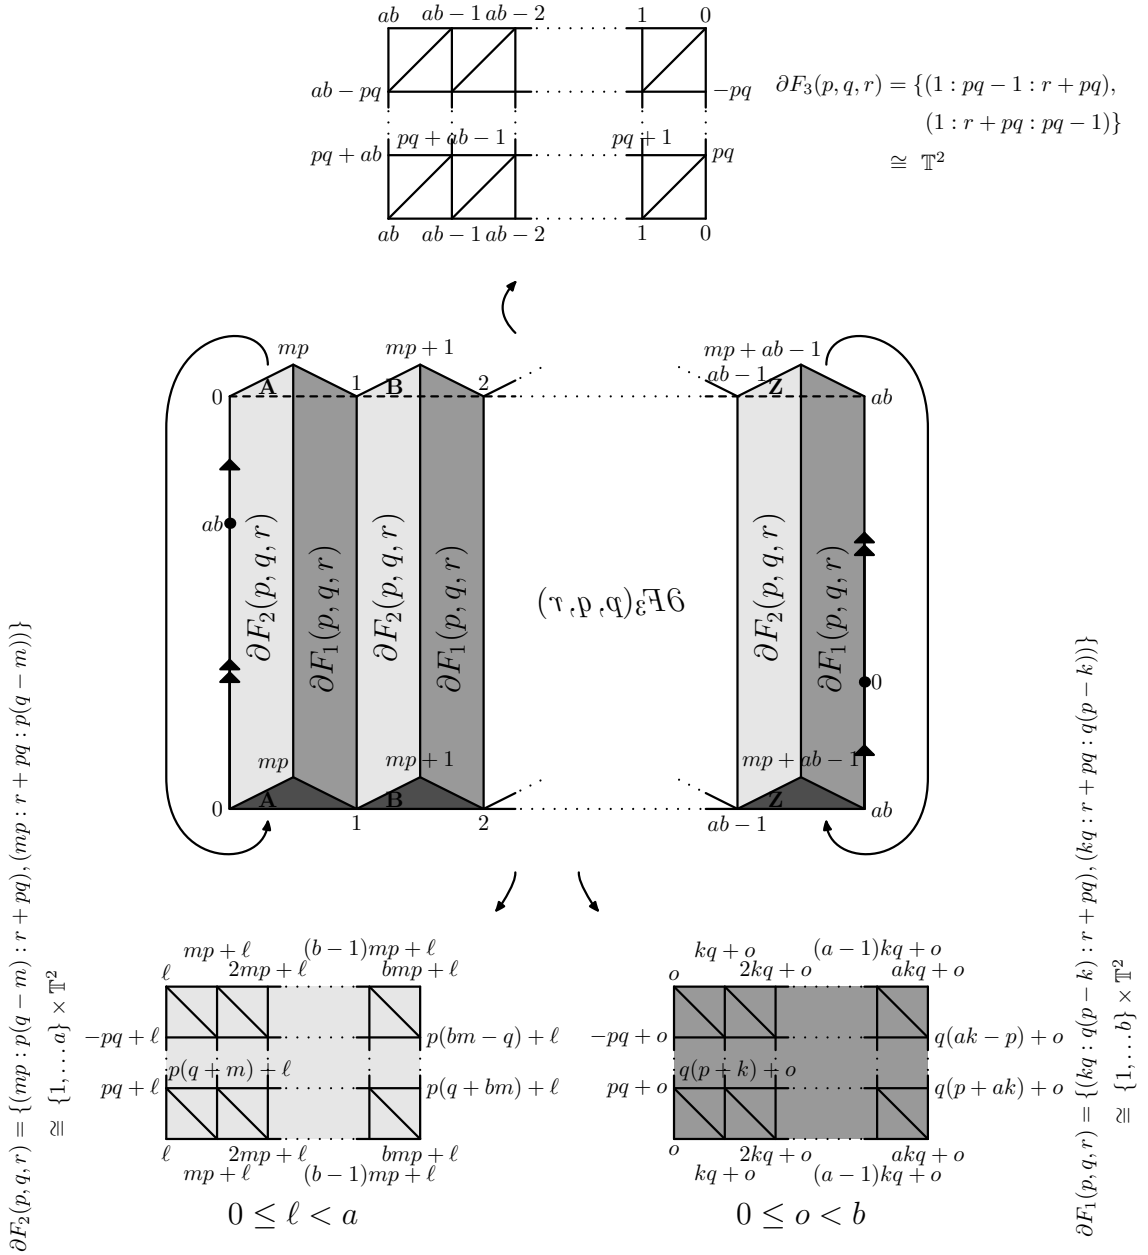 ab ab − 1 ab − 2 1 0
ab − pq −pq
pq + ab − 1 pq + 1
pq + ab pq
ab ab − 1 ab − 2 1 0
∂F₃(p, q, r) = {(1 : pq − 1 : r + pq),
(1 : r + pq : pq − 1)}
≅ 𝕋²
mp mp + 1 mp + ab − 1
0 A 1 B 2 ab − 1 Z ab
ab
∂F₂(p, q, r)
∂F₁(p, q, r)
∂F₂(p, q, r)
∂F₁(p, q, r)
∂F₃(p, q, r)
∂F₂(p, q, r)
∂F₁(p, q, r)
0
mp mp + 1 mp + ab − 1
0 A B Z ab
1 2 ab − 1
∂F₂(p, q, r) = {(mp : p(q − m) : r + pq), (mp : r + pq : p(q − m))}
≅ {1, … a} × 𝕋²
mp + ℓ (b − 1)mp + ℓ
ℓ 2mp + ℓ bmp + ℓ
−pq + ℓ p(bm − q) + ℓ
p(q + m) + ℓ
pq + ℓ p(q + bm) + ℓ
ℓ 2mp + ℓ bmp + ℓ
mp + ℓ (b − 1)mp + ℓ
0 ≤ ℓ < a
kq + o (a − 1)kq + o
o 2kq + o akq + o
−pq + o q(ak − p) + o
q(p + k) + o
pq + o q(p + ak) + o
o 2kq + o akq + o
kq + o (a − 1)kq + o
0 ≤ o < b
∂F₁(p, q, r) = {(kq : q(p − k) : r + pq), (kq : r + pq : q(p − k))}
≅ {1, … b} × 𝕋²